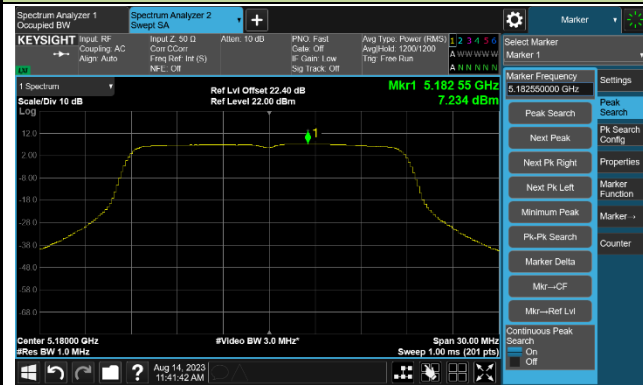 Spectrum Analyzer 1
Occupied BW
Spectrum Analyzer 2
Swept SA
+
Marker
KEYSIGHT
Input: RF
Coupling: AC
Align: Auto
Input Z: 50 Ω
Corr CCorr
Freq Ref: Int (S)
NFE: Off
Atten: 10 dB
PNO: Fast
Gate: Off
IF Gain: Low
Sig Track: Off
Avg Type: Power (RMS)
Avg|Hold: 1200/1200
Trig: Free Run
1 2 3 4 5 6
A W W W W W
A N N N N N
LXI
Select Marker
Marker 1
1 Spectrum
Scale/Div 10 dB
Log
Ref Lvl Offset 22.40 dB
Ref Level 22.00 dBm
Mkr1 5.182 55 GHz
7.234 dBm
Marker Frequency
5.182550000 GHz
Peak Search
Next Peak
Next Pk Right
Next Pk Left
Minimum Peak
Pk-Pk Search
Marker Delta
Mkr→CF
Mkr→Ref Lvl
Continuous Peak
Search
On
Off
Settings
Peak
Search
Pk Search
Config
Properties
Marker
Function
Marker→
Counter
1
12.0
2.00
-8.00
-18.0
-28.0
-38.0
-48.0
-58.0
-68.0
Center 5.18000 GHz
#Res BW 1.0 MHz
#Video BW 3.0 MHz*
Span 30.00 MHz
Sweep 1.00 ms (201 pts)
?
Aug 14, 2023
11:41:42 AM